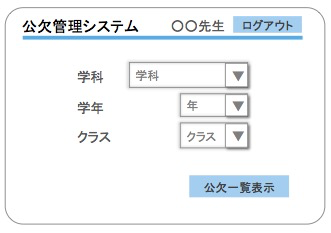 公欠管理システム 〇〇先生 ログアウト
学科 学科
学年 年
クラス クラス
公欠一覧表示